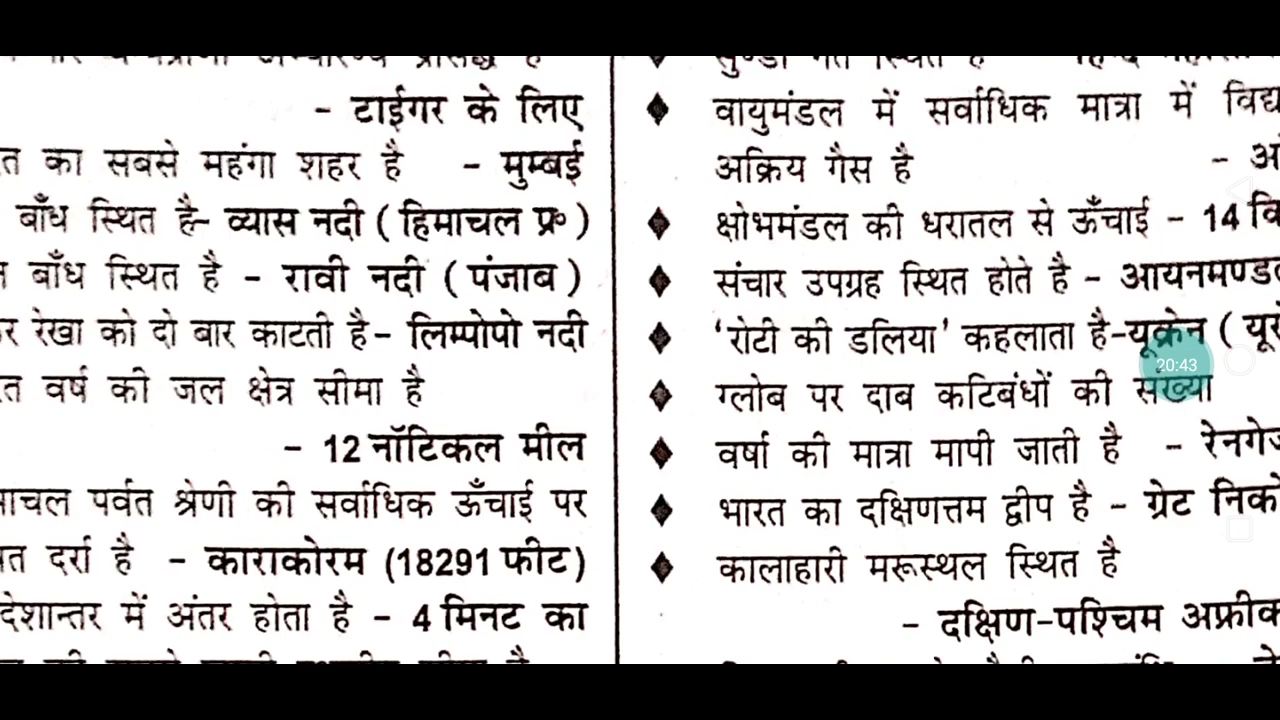 - टाईगर के लिए
का सबसे महंगा शहर है - मुम्बई
बाँध स्थित है- व्यास नदी ( हिमाचल प्र० )
बाँध स्थित है - रावी नदी ( पंजाब )
रेखा को दो बार काटती है- लिम्पोपो नदी
वर्ष की जल क्षेत्र सीमा है
- 12 नॉटिकल मील
पर्वत श्रेणी की सर्वाधिक ऊँचाई पर
दर्रा है - काराकोरम (18291 फीट)
देशान्तर में अंतर होता है - 4 मिनट का
♦ वायुमंडल में सर्वाधिक मात्रा में
अक्रिय गैस है -
♦ क्षोभमंडल की धरातल से ऊँचाई - 14
♦ संचार उपग्रह स्थित होते है - आयनमण्डल
♦ 'रोटी की डलिया' कहलाता है-यूक्रेन (
♦ ग्लोब पर दाब कटिबंधों की संख्या
20:43
♦ वर्षा की मात्रा मापी जाती है - रेनगेज
♦ भारत का दक्षिणत्तम द्वीप है - ग्रेट
♦ कालाहारी मरूस्थल स्थित है
- दक्षिण-पश्चिम